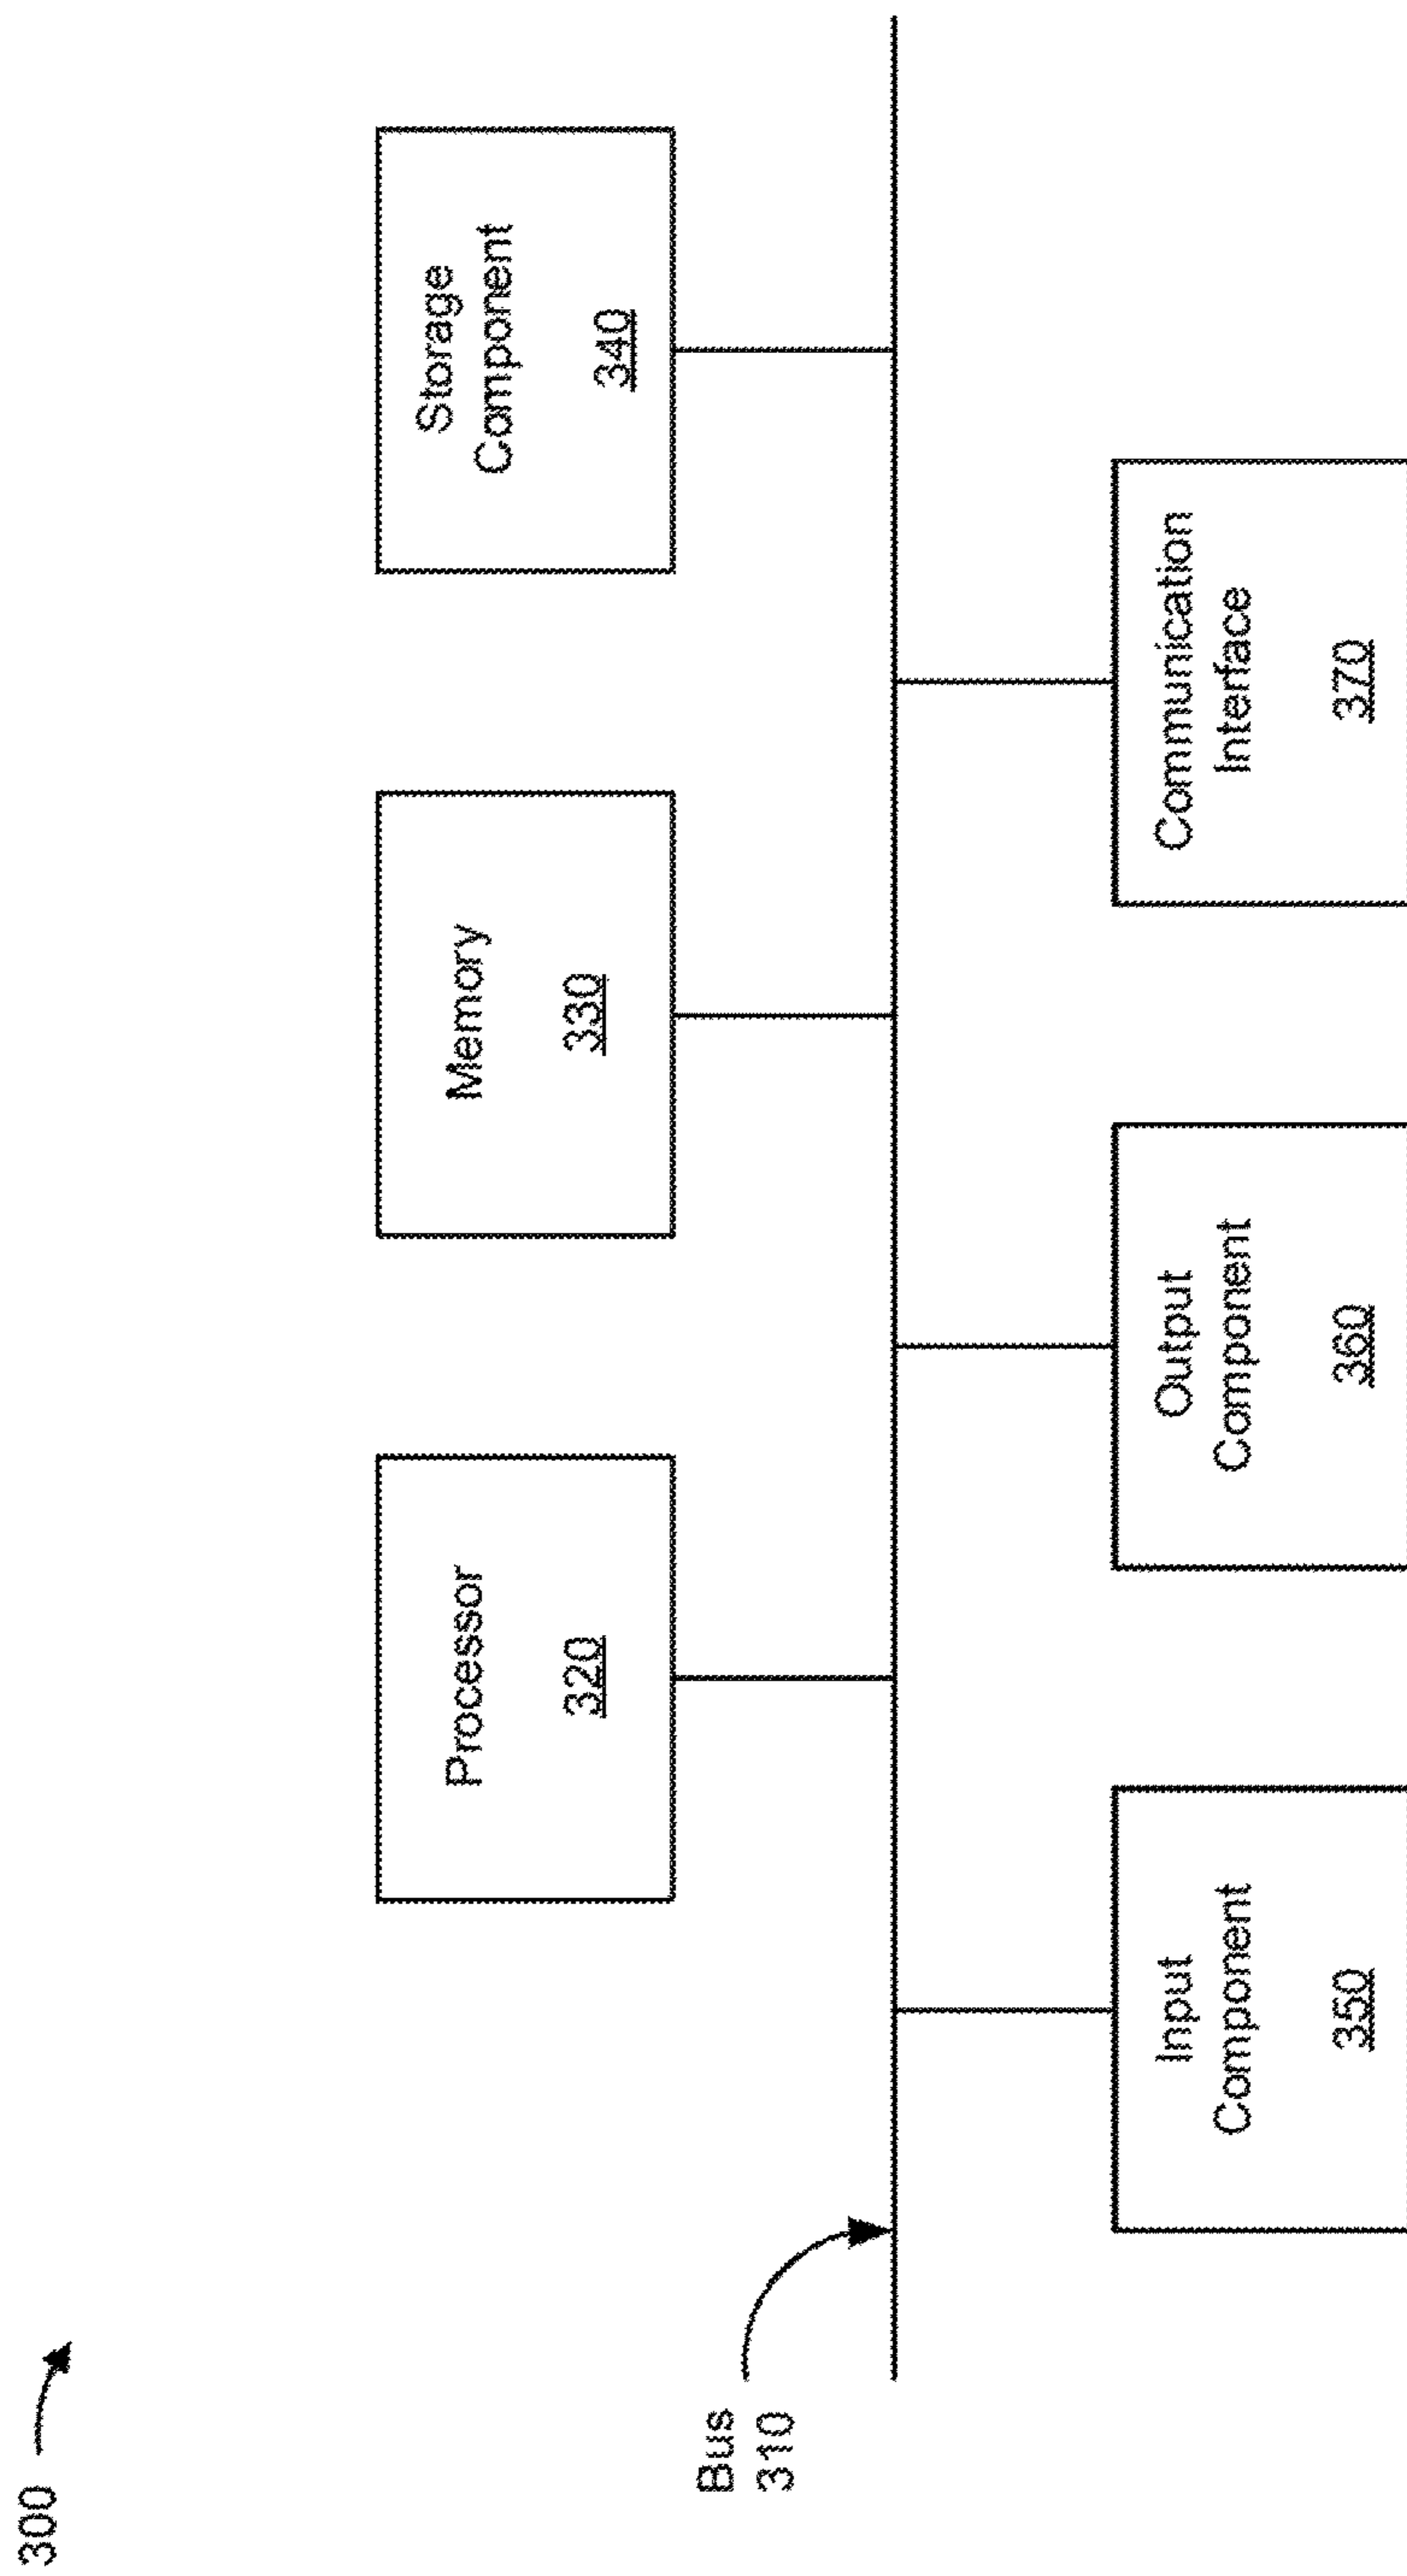 300
Bus
310
Processor
320
Memory
330
Storage
Component
340
Input
Component
350
Output
Component
360
Communication
Interface
370